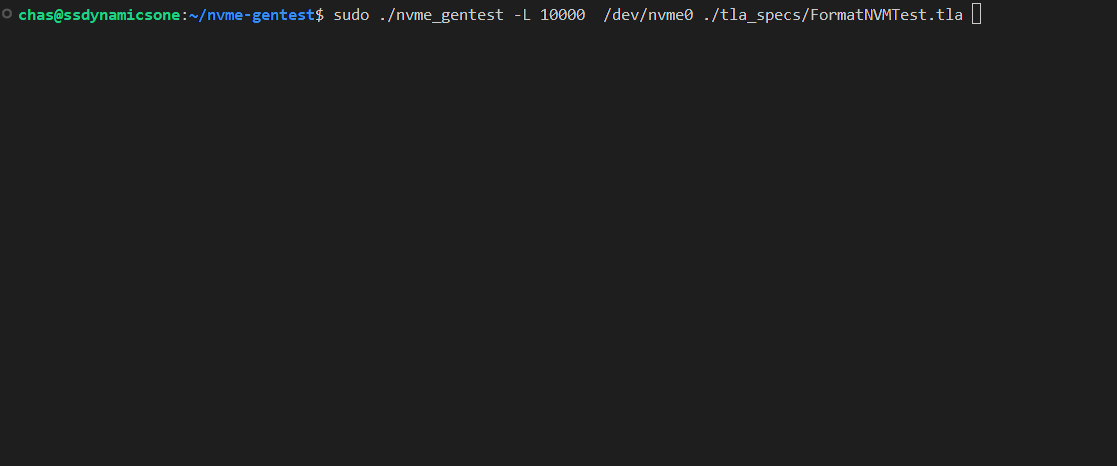 chas@ssdynamicsone:~/nvme-gentest$ sudo ./nvme_gentest -L 10000  /dev/nvme0 ./tla_specs/FormatNVMTest.tla